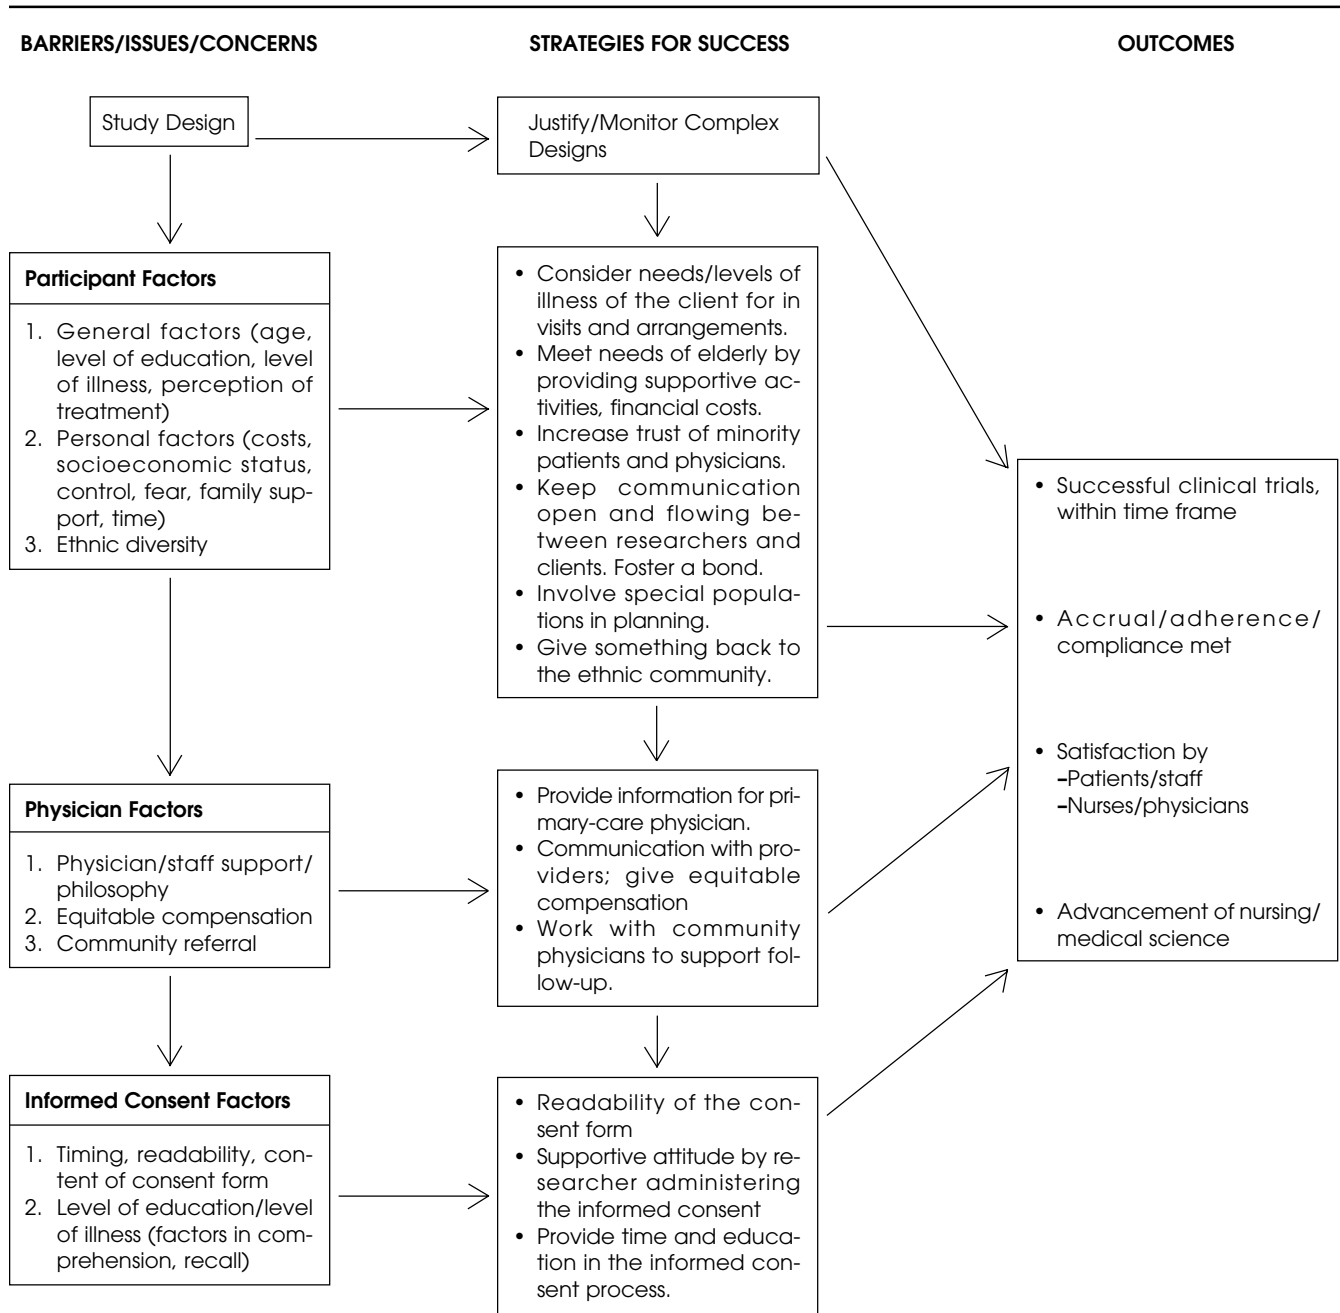 BARRIERS/ISSUES/CONCERNS
STRATEGIES FOR SUCCESS
OUTCOMES
Study Design
Justify/Monitor Complex
Designs
Participant Factors
1. General factors (age,
level of education, level
of illness, perception of
treatment)
2. Personal factors (costs,
socioeconomic status,
control, fear, family sup-
port, time)
3. Ethnic diversity
• Consider needs/levels of
illness of the client for in
visits and arrangements.
• Meet needs of elderly by
providing supportive ac-
tivities, financial costs.
• Increase trust of minority
patients and physicians.
• Keep communication
open and flowing be-
tween researchers and
clients. Foster a bond.
• Involve special popula-
tions in planning.
• Give something back to
the ethnic community.
Physician Factors
1. Physician/staff support/
philosophy
2. Equitable compensation
3. Community referral
• Provide information for pri-
mary-care physician.
• Communication with pro-
viders; give equitable
compensation
• Work with community
physicians to support fol-
low-up.
Informed Consent Factors
1. Timing, readability, con-
tent of consent form
2. Level of education/level
of illness (factors in com-
prehension, recall)
• Readability of the con-
sent form
• Supportive attitude by re-
searcher administering
the informed consent
• Provide time and educa-
tion in the informed con-
sent process.
• Successful clinical trials,
within time frame
• Accrual/adherence/
compliance met
• Satisfaction by
–Patients/staff
–Nurses/physicians
• Advancement of nursing/
medical science